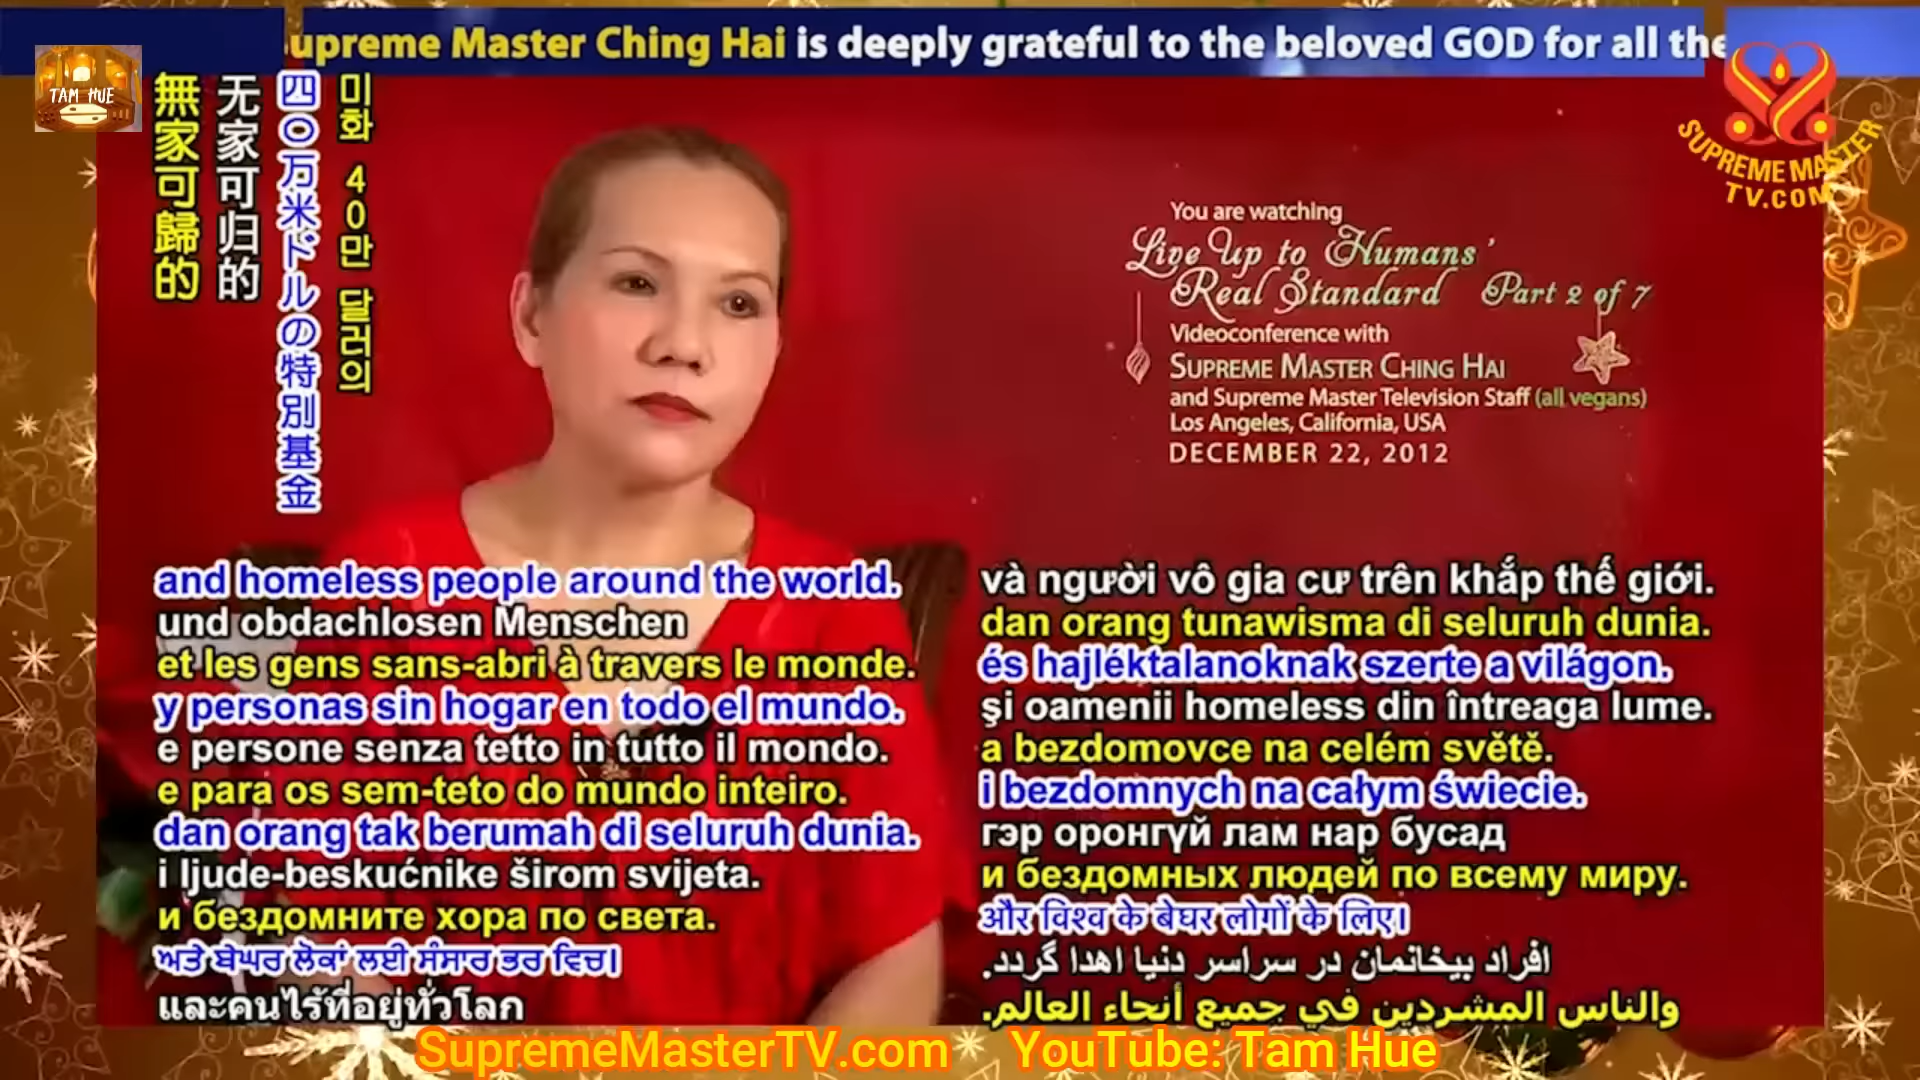 upreme Master Ching Hai is deeply grateful to the beloved GOD for all the
TAM HUE
無家可歸的
无家可归的
四〇万米ドルの特別基金
미화 40만 달러의
SUPREME MASTER
TV.COM
You are watching
Live Up to Humans'
Real Standard Part 2 of 7
Videoconference with
SUPREME MASTER CHING HAI
and Supreme Master Television Staff (all vegans)
Los Angeles, California, USA
DECEMBER 22, 2012
and homeless people around the world.
und obdachlosen Menschen
et les gens sans-abri à travers le monde.
y personas sin hogar en todo el mundo.
e persone senza tetto in tutto il mondo.
e para os sem-teto do mundo inteiro.
dan orang tak berumah di seluruh dunia.
i ljude-beskućnike širom svijeta.
и бездомните хора по света.
ਅਤੇ ਬੇਘਰ ਲੋਕਾਂ ਲਈ ਸੰਸਾਰ ਭਰ ਵਿਚ।
และคนไร้ที่อยู่ทั่วโลก
và người vô gia cư trên khắp thế giới.
dan orang tunawisma di seluruh dunia.
és hajléktalanoknak szerte a világon.
şi oamenii homeless din întreaga lume.
a bezdomovce na celém světě.
i bezdomnych na całym świecie.
гэр оронгүй лам нар бусад
и бездомных людей по всему миру.
और विश्व के बेघर लोगों के लिए।
افراد بیخانمان در سراسر دنیا اهدا گردد.
والناس المشردين في جميع أنحاء العالم.
SupremeMasterTV.com YouTube: Tâm Huê